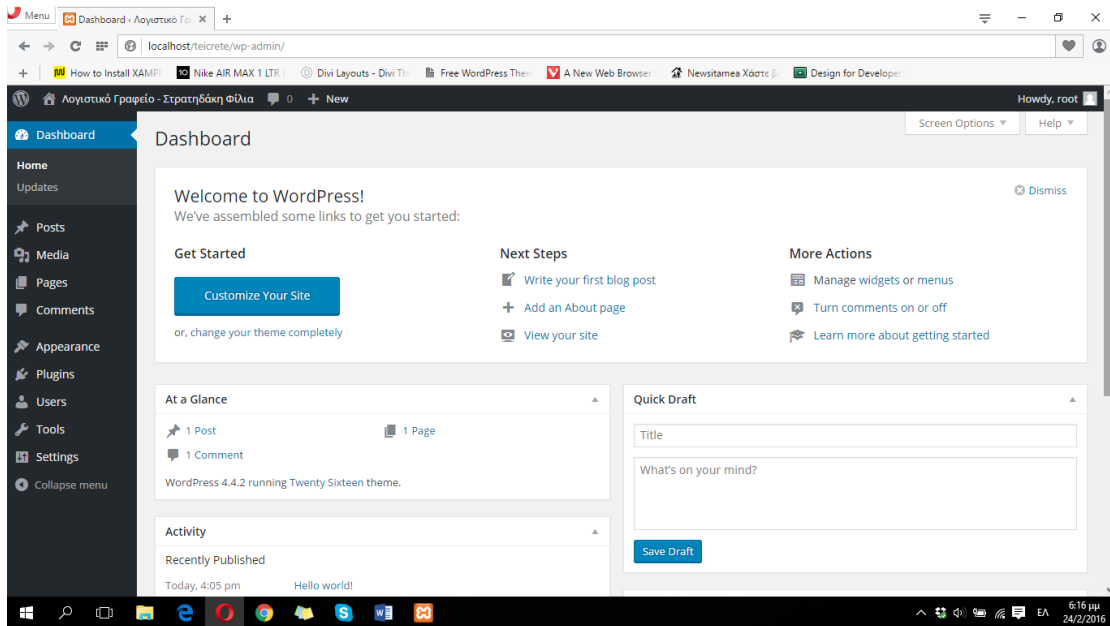 Menu
Dashboard ‹ Λογιστικό Γρ
localhost/teicrete/wp-admin/
How to Install XAMP
Nike AIR MAX 1 LTR
Divi Layouts - Divi Th
Free WordPress Them
A New Web Browser
Newsitamea Χάστε β
Design for Developer
Λογιστικό Γραφείο - Στρατηδάκη Φίλια
0
+ New
Howdy, root
Dashboard
Home
Updates
Posts
Media
Pages
Comments
Appearance
Plugins
Users
Tools
Settings
Collapse menu
Screen Options
Help
Dashboard
Welcome to WordPress!
We've assembled some links to get you started:
Dismiss
Get Started
Customize Your Site
or, change your theme completely
Next Steps
Write your first blog post
Add an About page
View your site
More Actions
Manage widgets or menus
Turn comments on or off
Learn more about getting started
At a Glance
1 Post
1 Page
1 Comment
WordPress 4.4.2 running Twenty Sixteen theme.
Activity
Recently Published
Today, 4:05 pm
Hello world!
Quick Draft
Title
What's on your mind?
Save Draft
ΕΛ
6:16 μμ
24/2/2016